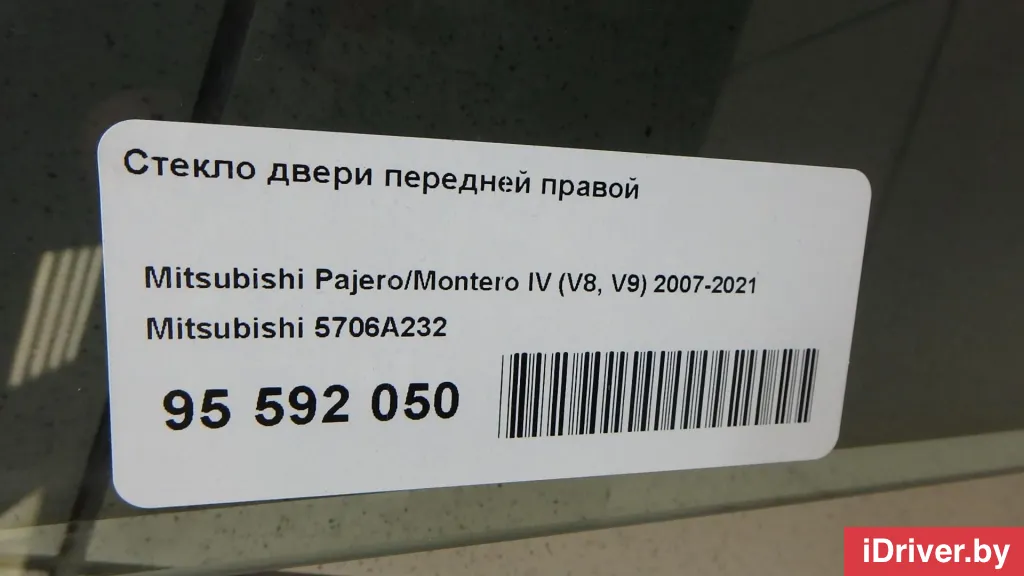 Стекло двери передней правой
Mitsubishi Pajero/Montero IV (V8, V9) 2007-2021
Mitsubishi 5706A232
95 592 050
iDriver.by